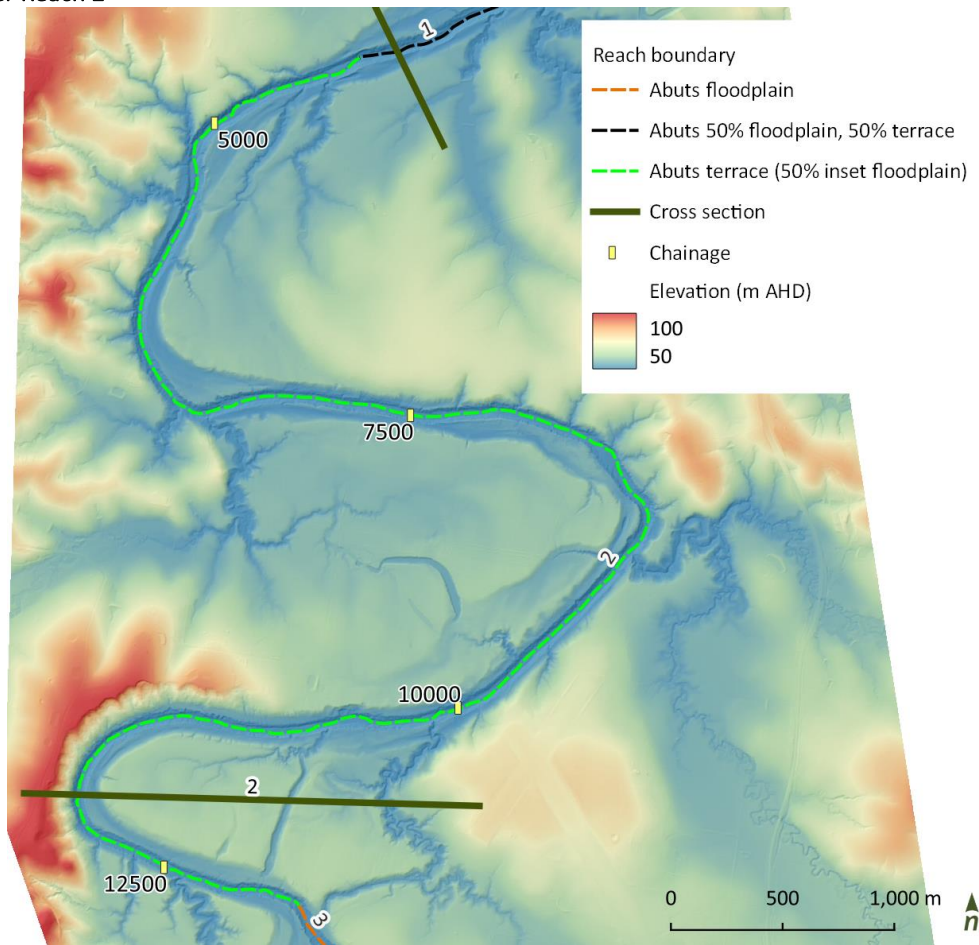 1
Reach boundary
Abuts floodplain
Abuts 50% floodplain, 50% terrace
Abuts terrace (50% inset floodplain)
Cross section
Chainage
Elevation (m AHD)
100
50
5000
7500
2
10000
2
12500
3
0 500 1,000 m
n